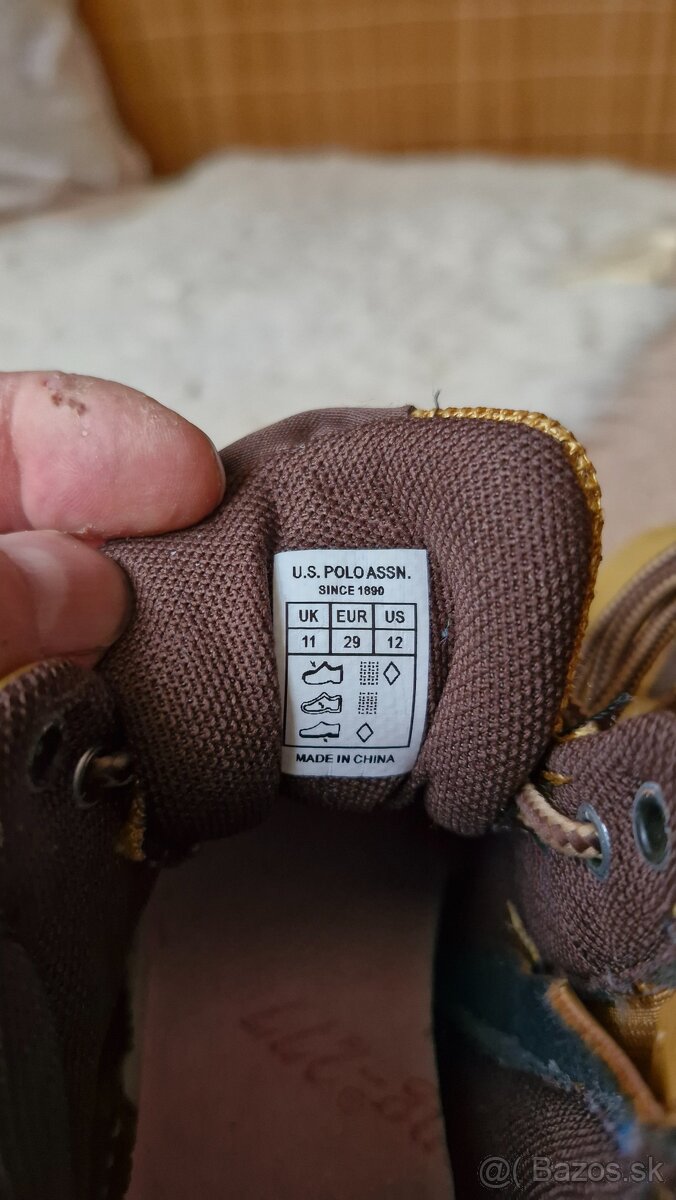 U.S. POLO ASSN.
SINCE 1890
UK EUR US
11 29 12
MADE IN CHINA
@( Bazos.sk